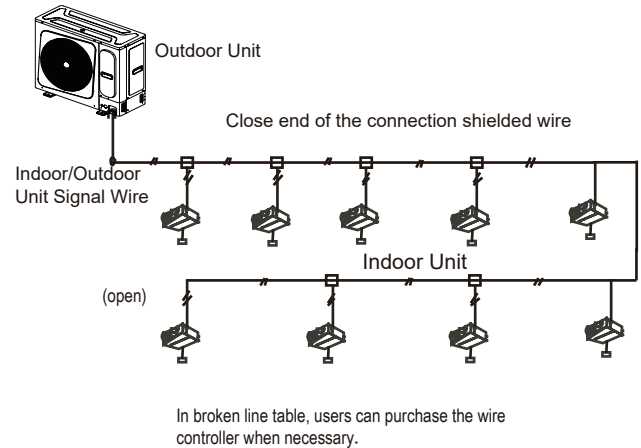 Outdoor Unit
Close end of the connection shielded wire
Indoor/Outdoor
Unit Signal Wire
Indoor Unit
(open)
In broken line table, users can purchase the wire
controller when necessary.